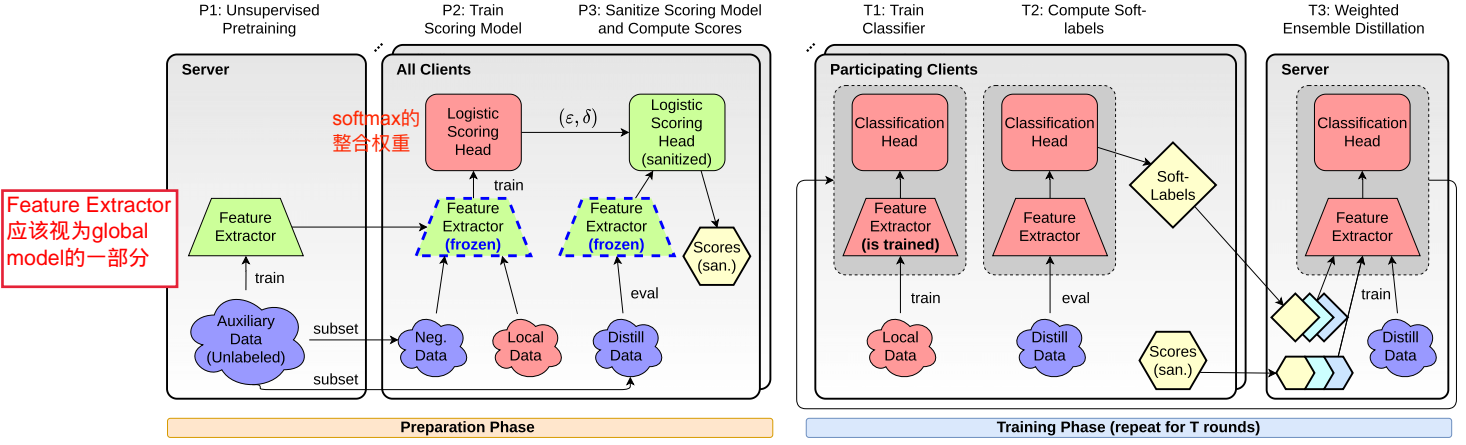 P1: Unsupervised
Pretraining
P2: Train
Scoring Model
P3: Sanitize Scoring Model
and Compute Scores
T1: Train
Classifier
T2: Compute Soft-
labels
T3: Weighted
Ensemble Distillation
Server
Feature
Extractor
train
Auxiliary
Data
(Unlabeled)
subset
subset
Feature Extractor
应该视为global
model的一部分
All Clients
softmax的
整合权重
Logistic
Scoring
Head
(ε, δ)
Logistic
Scoring
Head
(sanitized)
train
Feature
Extractor
(frozen)
Feature
Extractor
(frozen)
Scores
(san.)
eval
Neg.
Data
Local
Data
Distill
Data
Participating Clients
Classification
Head
Feature
Extractor
(is trained)
train
Local
Data
Classification
Head
Feature
Extractor
eval
Distill
Data
Soft-
Labels
Scores
(san.)
Server
Classification
Head
Feature
Extractor
train
Distill
Data
Preparation Phase
Training Phase (repeat for T rounds)